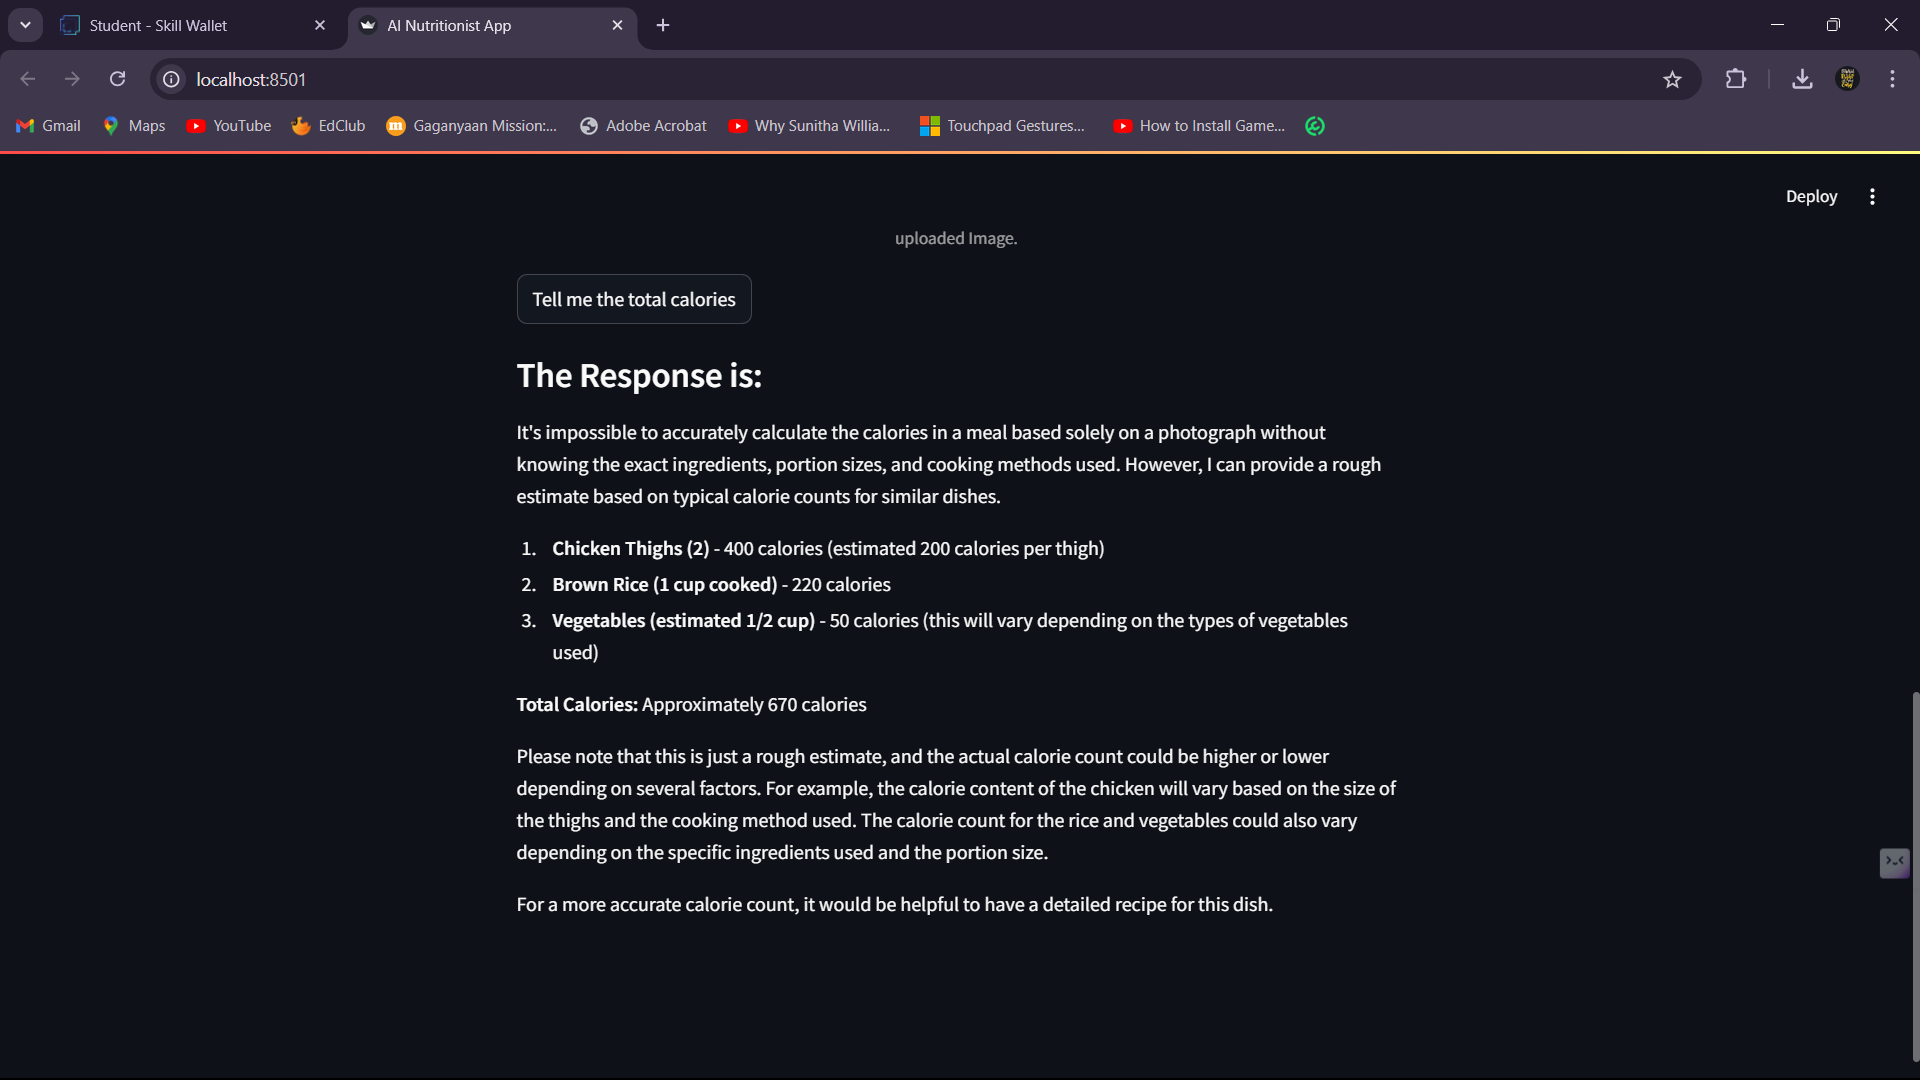 Student - Skill Wallet
AI Nutritionist App
localhost:8501
Gmail
Maps
YouTube
EdClub
Gaganyaan Mission:...
Adobe Acrobat
Why Sunitha Willia...
Touchpad Gestures...
How to Install Game...
Deploy
uploaded Image.
Tell me the total calories
The Response is:
It's impossible to accurately calculate the calories in a meal based solely on a photograph without
knowing the exact ingredients, portion sizes, and cooking methods used. However, I can provide a rough
estimate based on typical calorie counts for similar dishes.
1. Chicken Thighs (2) - 400 calories (estimated 200 calories per thigh)
2. Brown Rice (1 cup cooked) - 220 calories
3. Vegetables (estimated 1/2 cup) - 50 calories (this will vary depending on the types of vegetables
used)
Total Calories: Approximately 670 calories
Please note that this is just a rough estimate, and the actual calorie count could be higher or lower
depending on several factors. For example, the calorie content of the chicken will vary based on the size of
the thighs and the cooking method used. The calorie count for the rice and vegetables could also vary
depending on the specific ingredients used and the portion size.
For a more accurate calorie count, it would be helpful to have a detailed recipe for this dish.